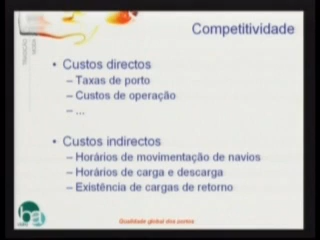 Competitividade
• Custos directos
– Taxas de porto
– Custos de operação
– ...
• Custos indirectos
– Horários de movimentação de navios
– Horários de carga e descarga
– Existência de cargas de retorno
Qualidade global dos portos